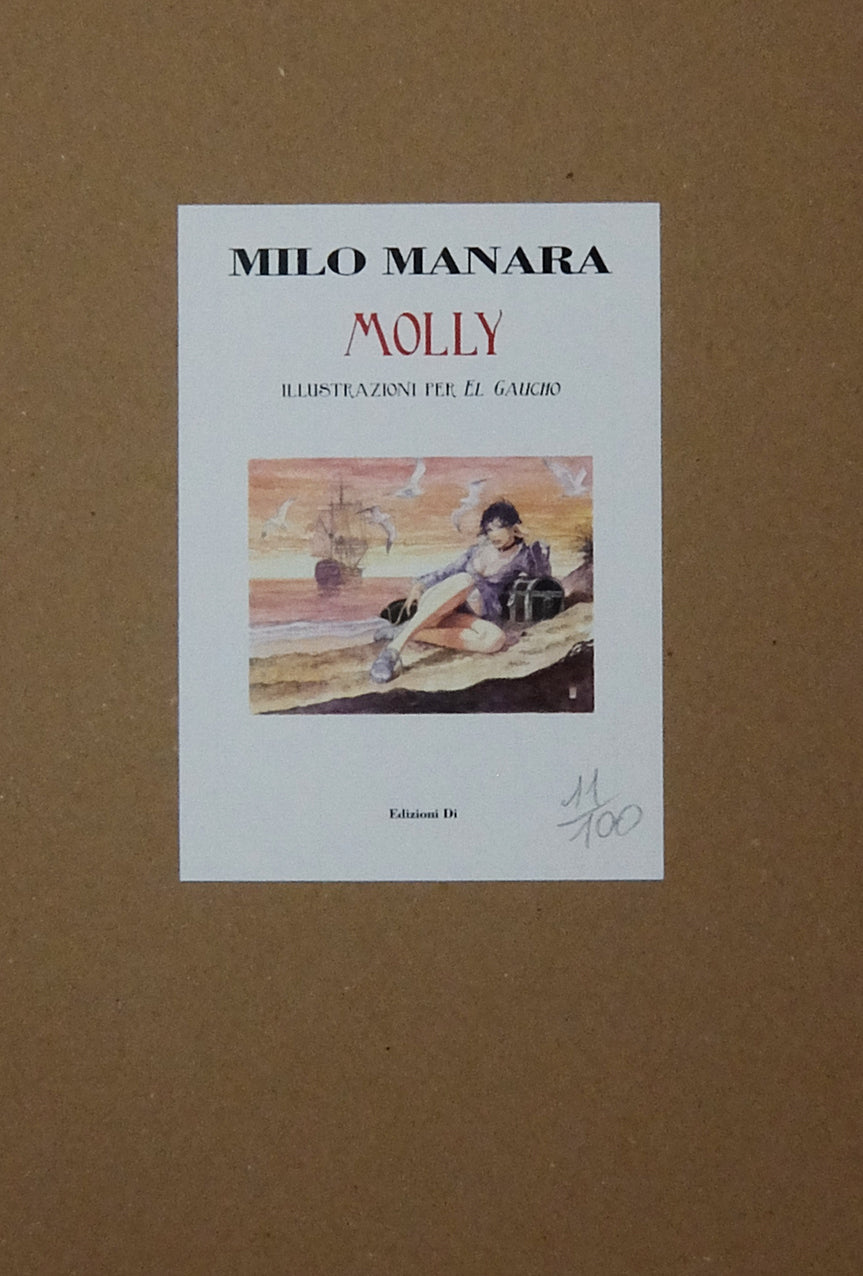 MILO MANARA
MOLLY
ILLUSTRAZIONI PER EL GAUCHO
Edizioni Di
11/100